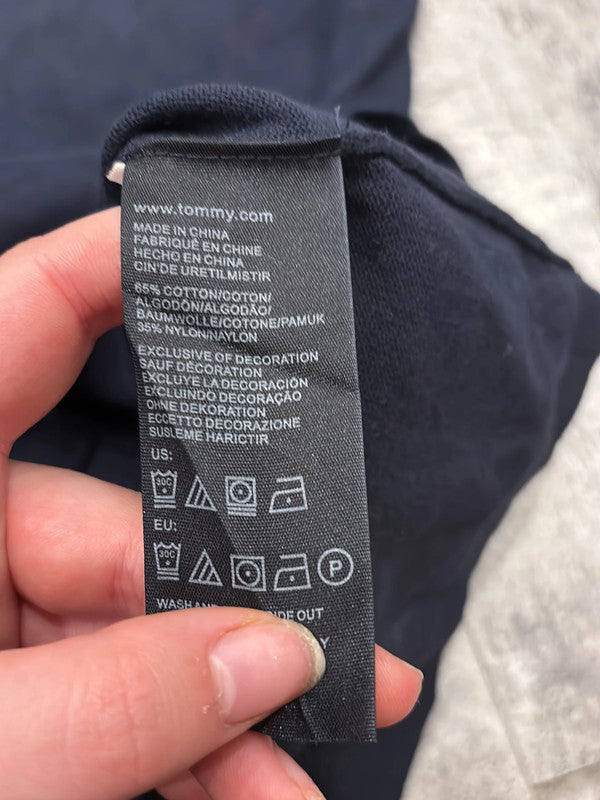 www.tommy.com
MADE IN CHINA
FABRIQUÉ EN CHINE
HECHO EN CHINA
CIN'DE URETILMISTIR
65% COTTON/COTON/
ALGODÓN/ALGODÃO/
BAUMWOLLE/COTONE/PAMUK
35% NYLON/NAYLON
EXCLUSIVE OF DECORATION
SAUF DÉCORATION
EXCLUYE LA DECORACIÓN
EXCLUINDO DECORAÇÃO
OHNE DEKORATION
ECCETTO DECORAZIONE
SUSLEME HARICTIR
US:
30C
EU:
30C P
WASH OUT